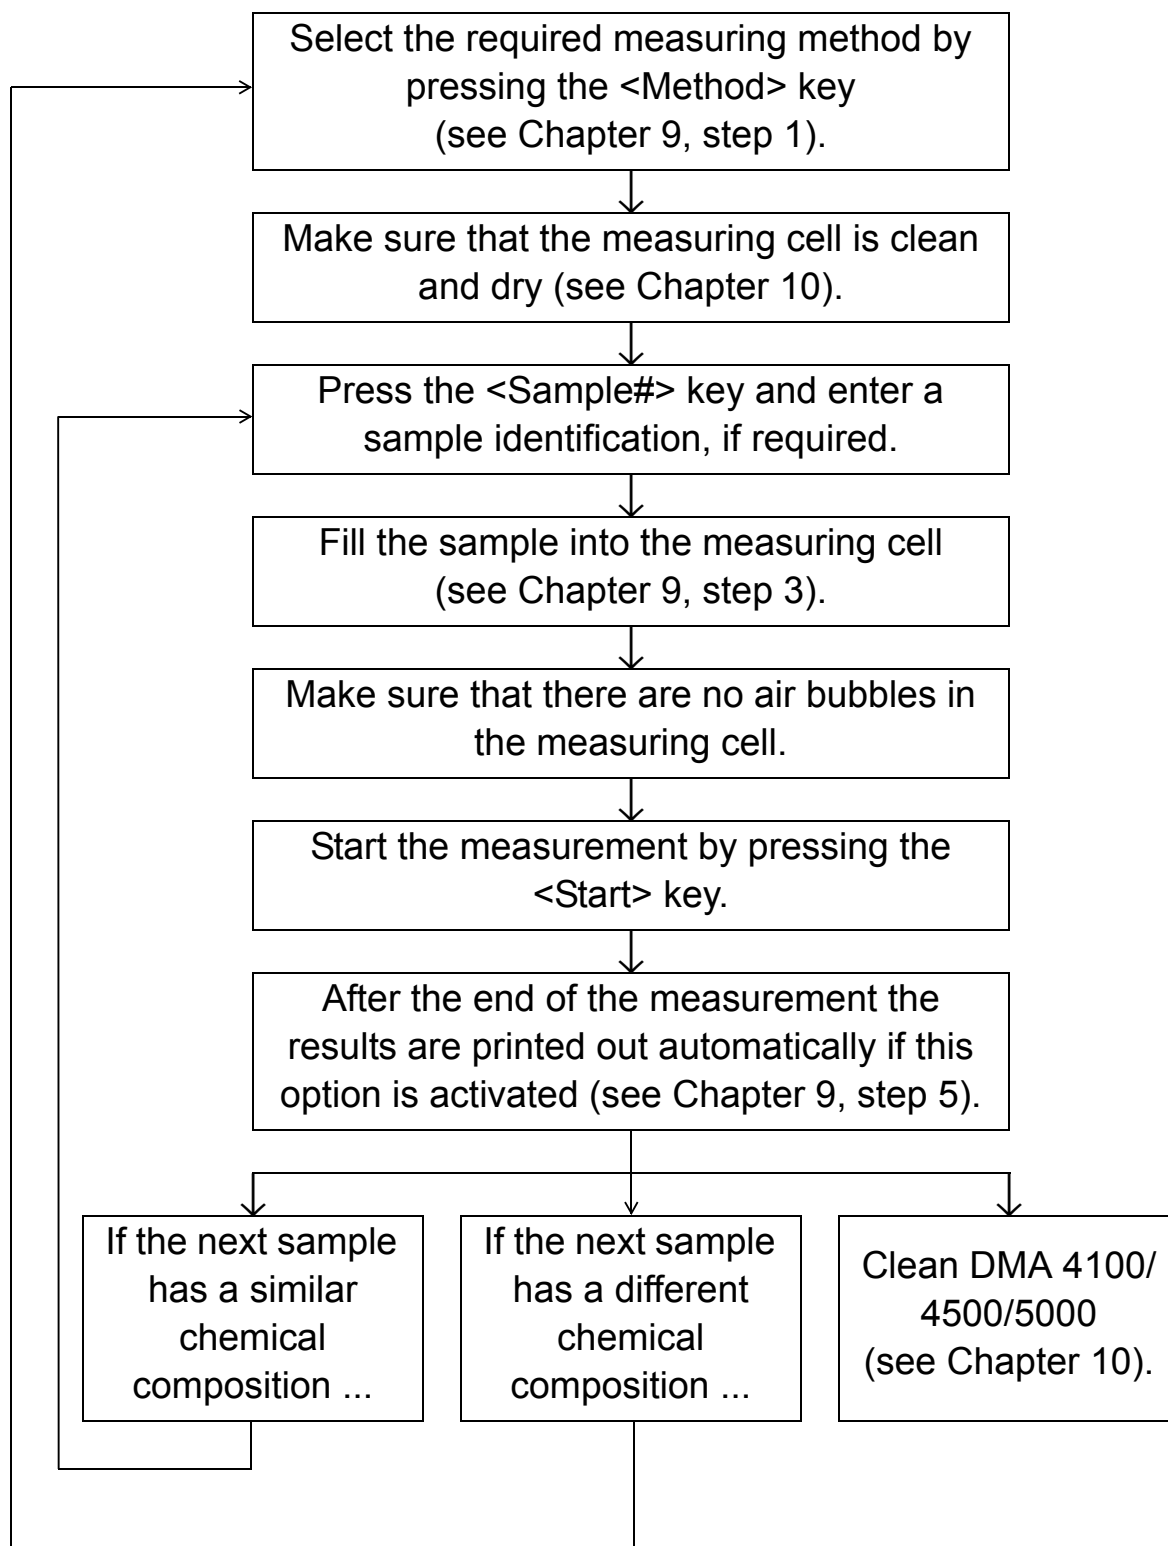 Select the required measuring method by
pressing the <Method> key
(see Chapter 9, step 1).
Make sure that the measuring cell is clean
and dry (see Chapter 10).
Press the <Sample#> key and enter a
sample identification, if required.
Fill the sample into the measuring cell
(see Chapter 9, step 3).
Make sure that there are no air bubbles in
the measuring cell.
Start the measurement by pressing the
<Start> key.
After the end of the measurement the
results are printed out automatically if this
option is activated (see Chapter 9, step 5).
If the next sample
has a similar
chemical
composition ...
If the next sample
has a different
chemical
composition ...
Clean DMA 4100/
4500/5000
(see Chapter 10).